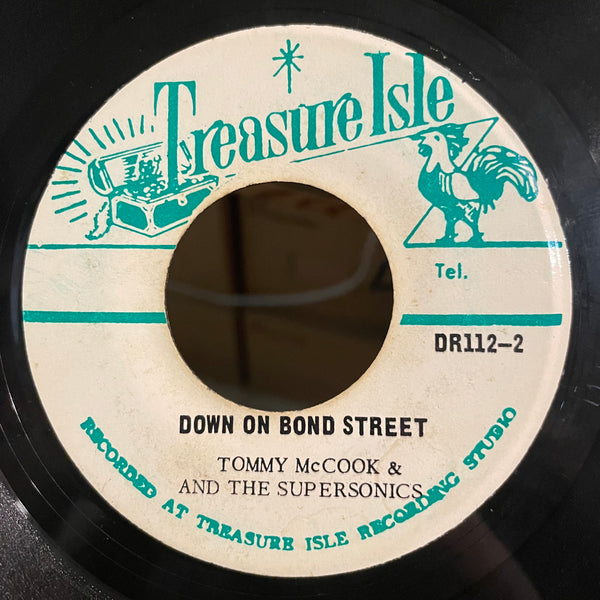 Treasure Isle
Tel.
DR112-2
DOWN ON BOND STREET
TOMMY McCOOK &
AND THE SUPERSONICS
RECORDED AT TREASURE ISLE RECORDING STUDIO